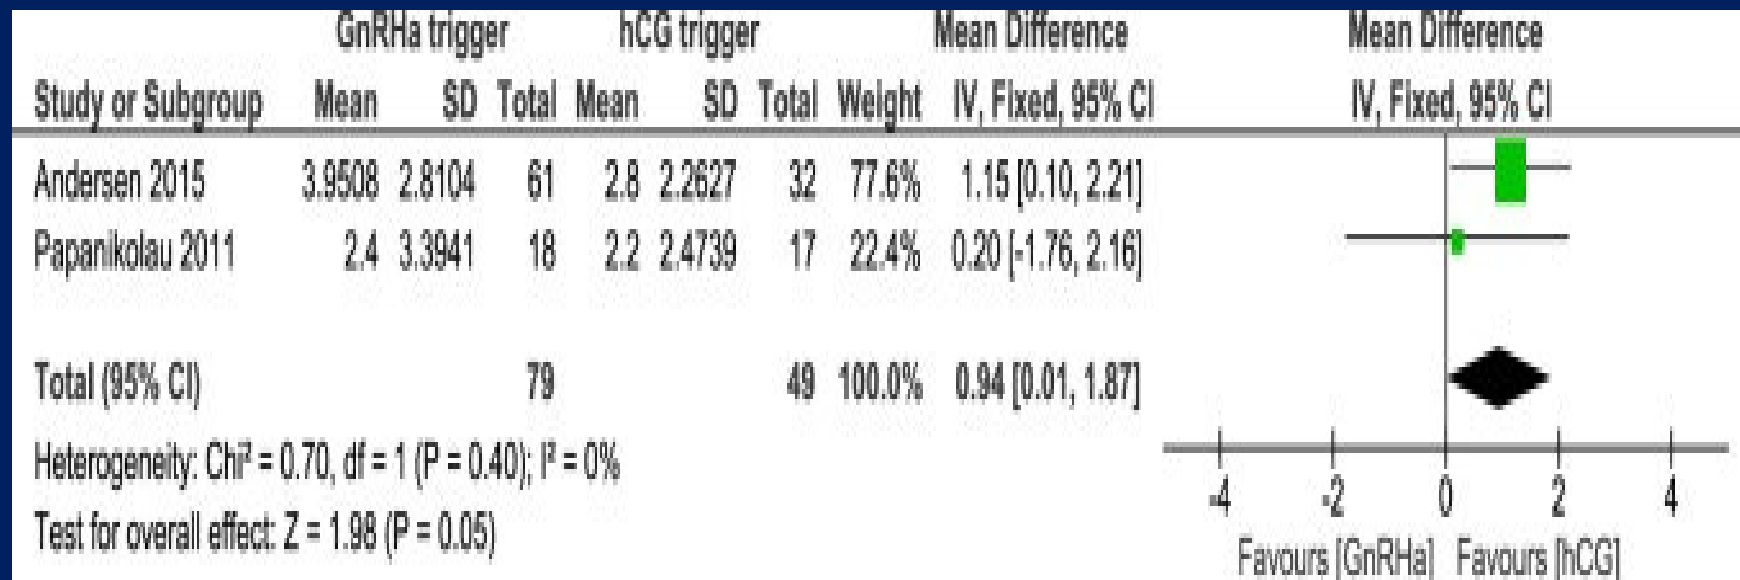 GnRHa trigger hCG trigger Mean Difference Mean Difference
Study or Subgroup Mean SD Total Mean SD Total Weight IV, Fixed, 95% CI IV, Fixed, 95% CI
Andersen 2015 3.9508 2.8104 61 2.8 2.2627 32 77.6% 1.15 [0.10, 2.21]
Papanikolau 2011 2.4 3.3941 18 2.2 2.4739 17 22.4% 0.20 [-1.76, 2.16]
Total (95% CI) 79 49 100.0% 0.94 [0.01, 1.87]
Heterogeneity: Chi² = 0.70, df = 1 (P = 0.40); I² = 0%
Test for overall effect: Z = 1.98 (P = 0.05)
-4 -2 0 2 4
Favours [GnRHa] Favours [hCG]